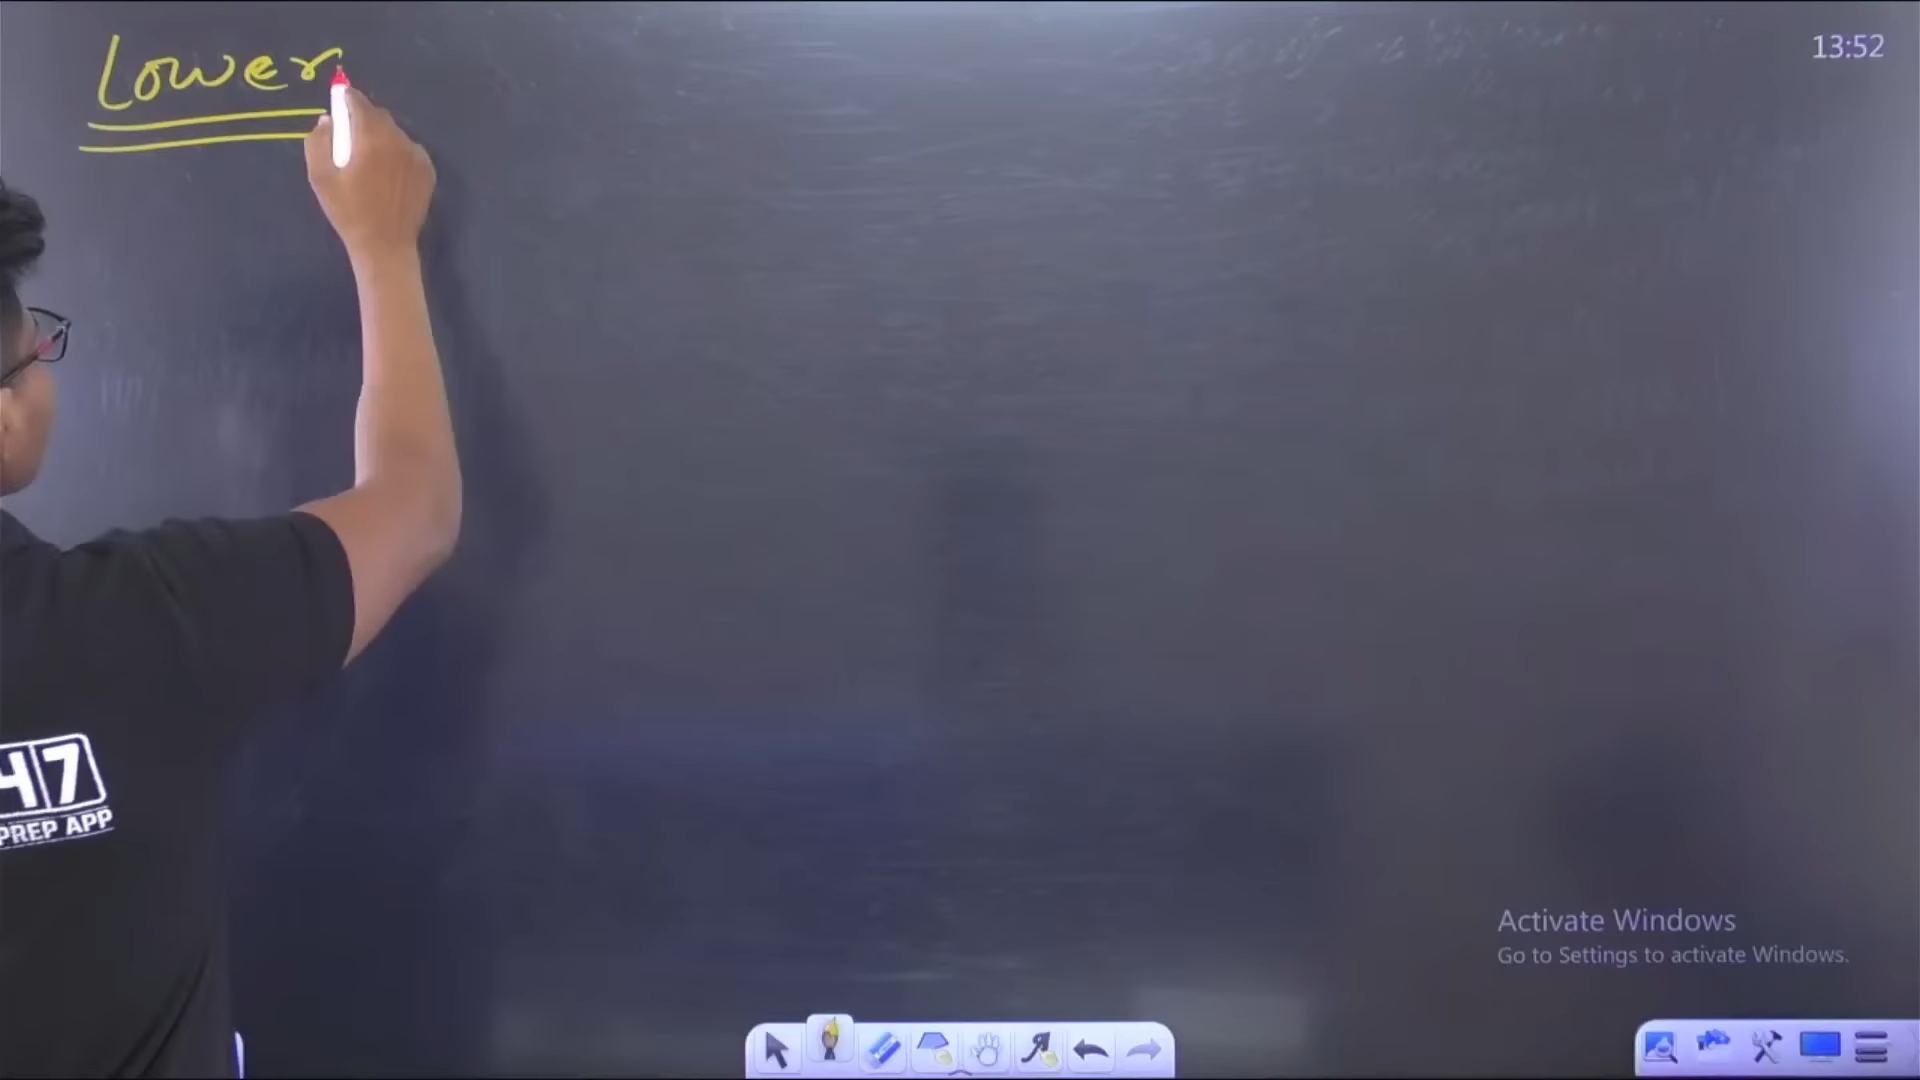 Lower
13:52
47
PREP APP
Activate Windows
Go to Settings to activate Windows.